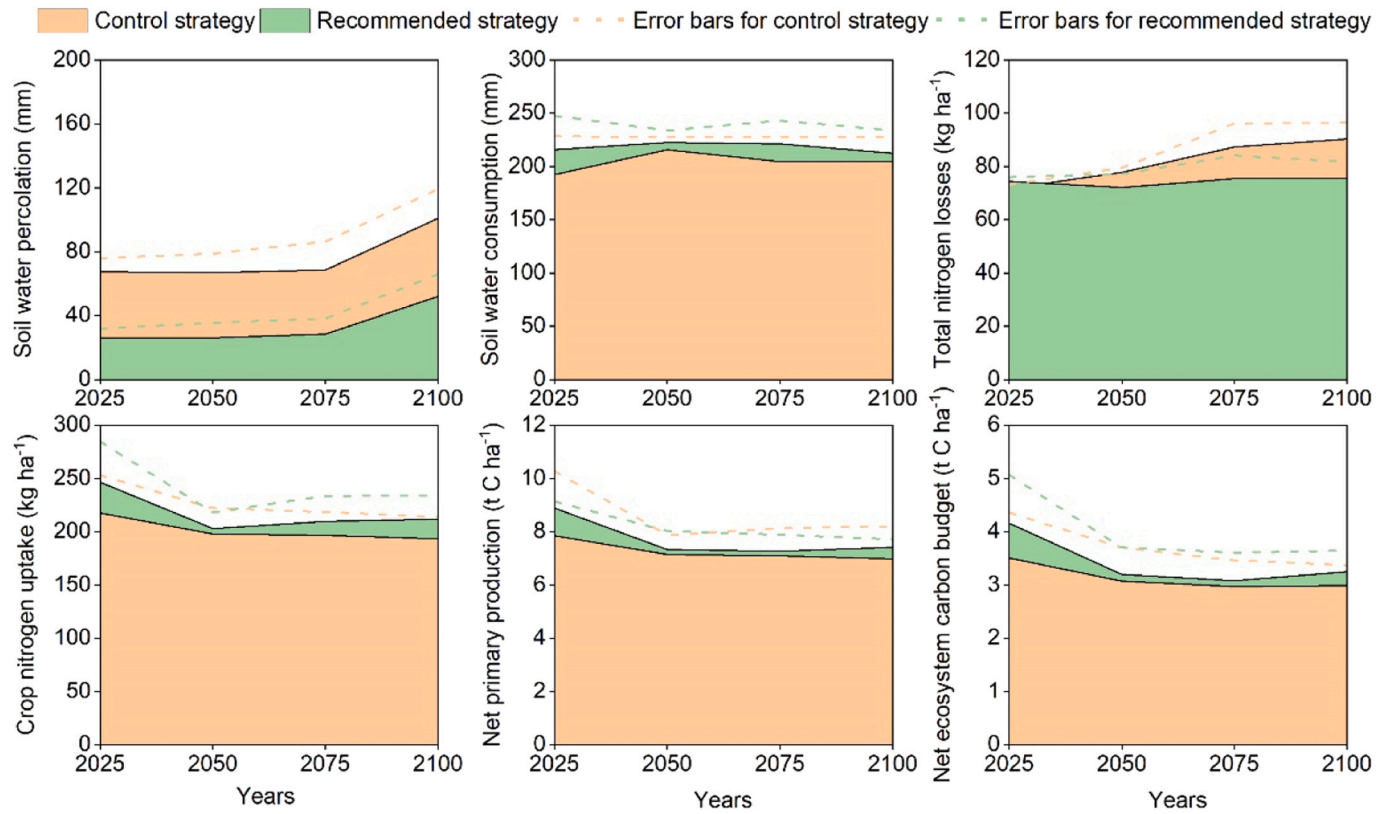 Control strategy Recommended strategy Error bars for control strategy Error bars for recommended strategy
Soil water percolation (mm)
200
160
120
80
40
0
2025 2050 2075 2100
Soil water consumption (mm)
300
250
200
150
100
50
0
2025 2050 2075 2100
Total nitrogen losses (kg ha⁻¹)
120
100
80
60
40
20
0
2025 2050 2075 2100
Crop nitrogen uptake (kg ha⁻¹)
300
250
200
150
100
50
0
2025 2050 2075 2100
Years
Net primary production (t C ha⁻¹)
12
10
8
6
4
2
0
2025 2050 2075 2100
Years
Net ecosystem carbon budget (t C ha⁻¹)
6
5
4
3
2
1
0
2025 2050 2075 2100
Years